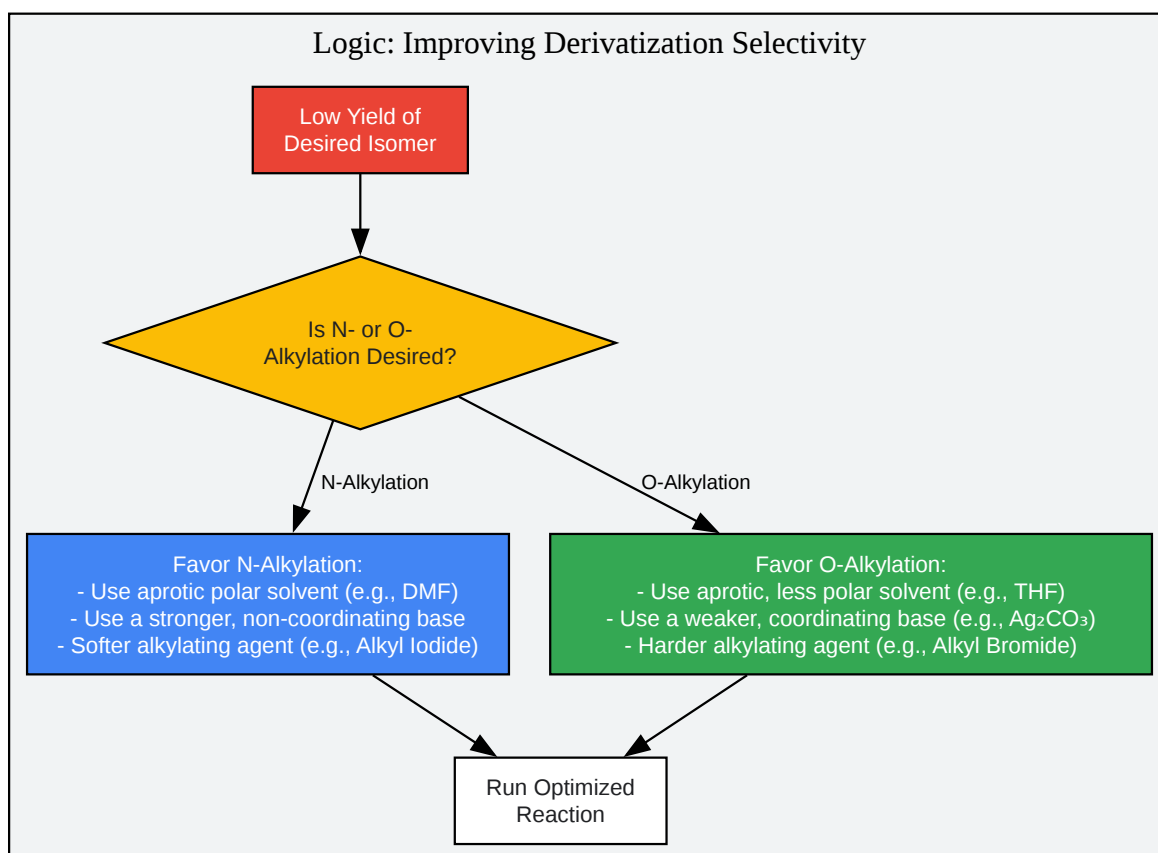 Logic: Improving Derivatization Selectivity
Low Yield of
Desired Isomer
Is N- or O-
Alkylation Desired?
N-Alkylation
O-Alkylation
Favor N-Alkylation:
- Use aprotic polar solvent (e.g., DMF)
- Use a stronger, non-coordinating base
- Softer alkylating agent (e.g., Alkyl Iodide)
Favor O-Alkylation:
- Use aprotic, less polar solvent (e.g., THF)
- Use a weaker, coordinating base (e.g., Ag₂CO₃)
- Harder alkylating agent (e.g., Alkyl Bromide)
Run Optimized
Reaction